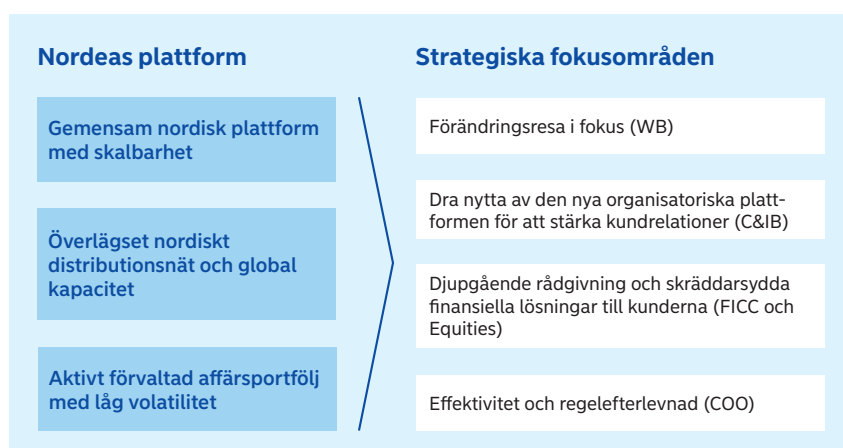 Nordeas plattform
Gemensam nordisk plattform
med skalbarhet
Överlägset nordiskt
distributionsnät och global
kapacitet
Aktivt förvaltad affärsportfölj
med låg volatilitet
Strategiska fokusområden
Förändringsresa i fokus (WB)
Dra nytta av den nya organisatoriska platt-
formen för att stärka kundrelationer (C&IB)
Djupgående rådgivning och skräddarsydda
finansiella lösningar till kunderna (FICC och
Equities)
Effektivitet och regelefterlevnad (COO)